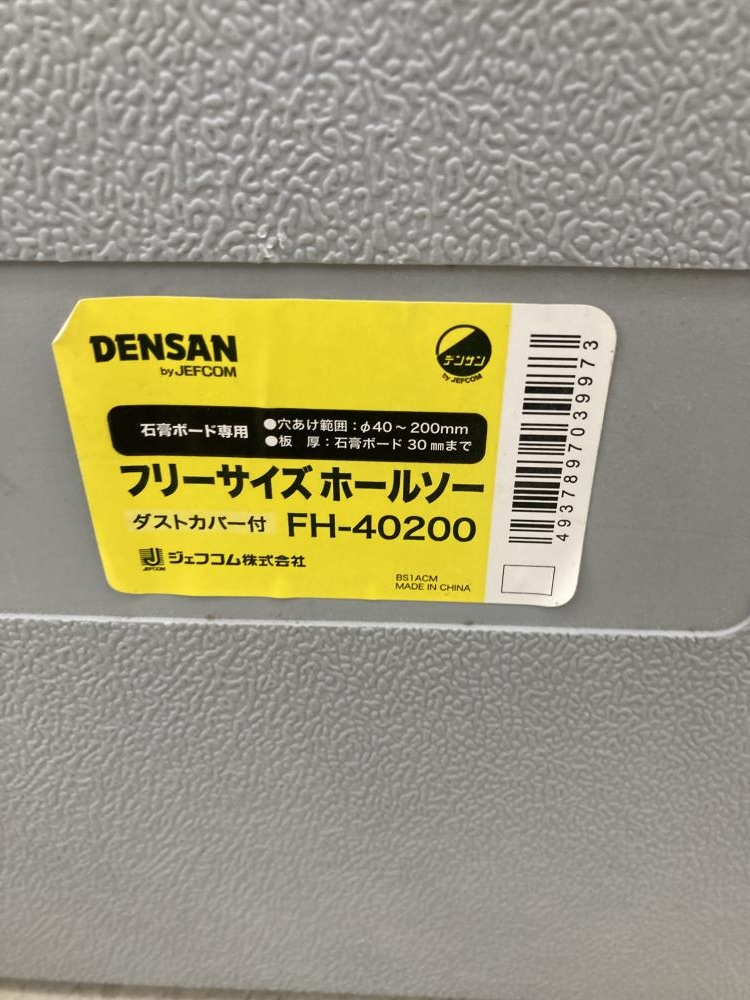 DENSAN
by JEFCOM
デンサン
by JEFCOM
石膏ボード専用
●穴あけ範囲：φ40～200mm
●板　厚：石膏ボード 30㎜まで
フリーサイズ ホールソー
ダストカバー付 FH-40200
JEFCOM
ジェフコム株式会社
BS1ACM
MADE IN CHINA
4937897039973